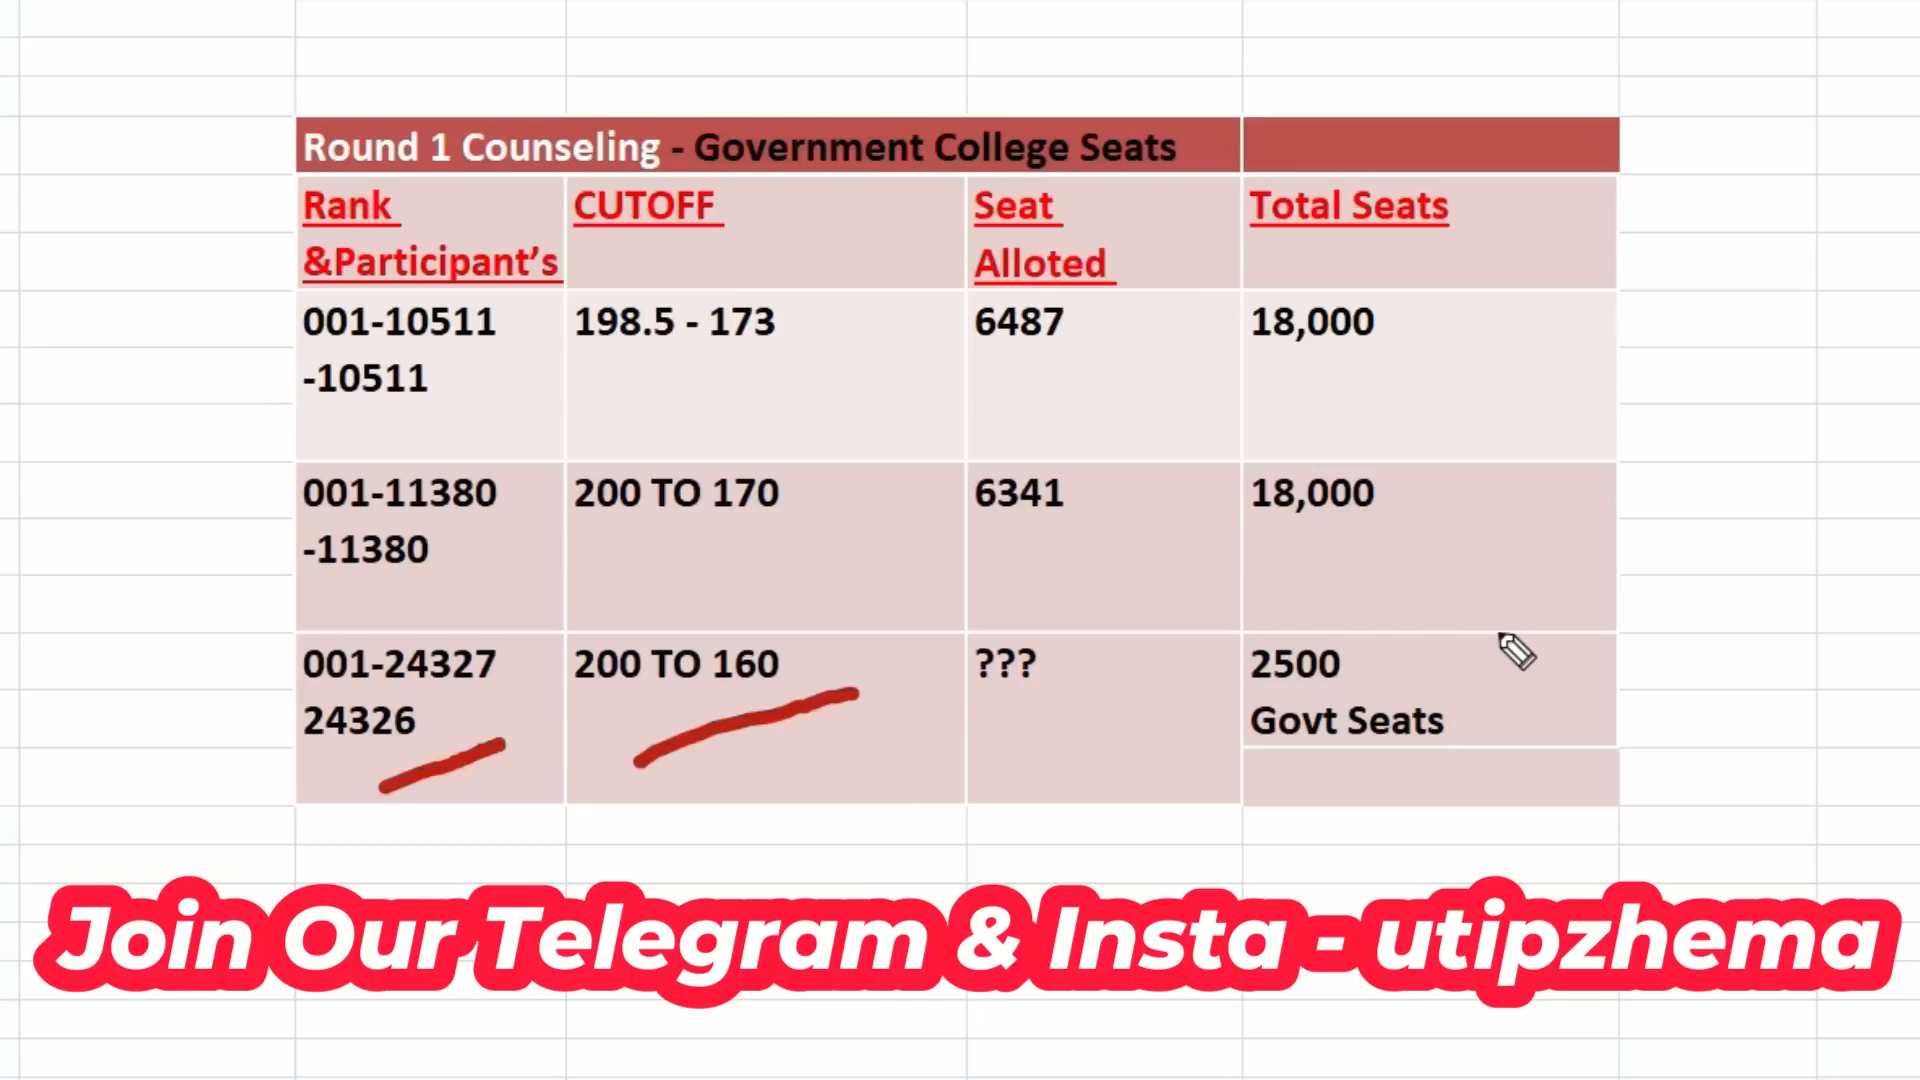 Round 1 Counseling - Government College Seats
Rank &Participant’s
CUTOFF
Seat Alloted
Total Seats
001-10511
-10511
198.5 - 173
6487
18,000
001-11380
-11380
200 TO 170
6341
18,000
001-24327
24326
200 TO 160
???
2500
Govt Seats
Join Our Telegram & Insta - utipzhema